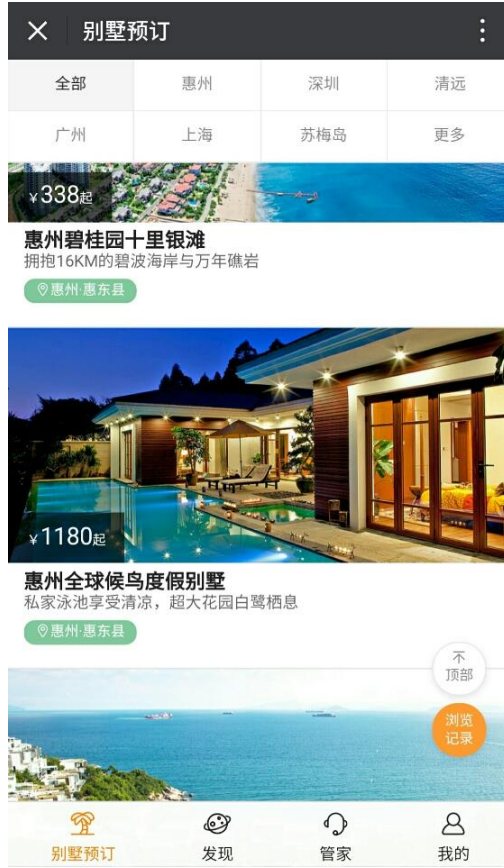 别墅预订
全部 惠州 深圳 清远
广州 上海 苏梅岛 更多
¥338起
惠州碧桂园十里银滩
拥抱16KM的碧波海岸与万年礁岩
惠州·惠东县
¥1180起
惠州全球候鸟度假别墅
私家泳池享受清凉，超大花园白鹭栖息
惠州·惠东县
顶部
浏览
记录
别墅预订 发现 管家 我的